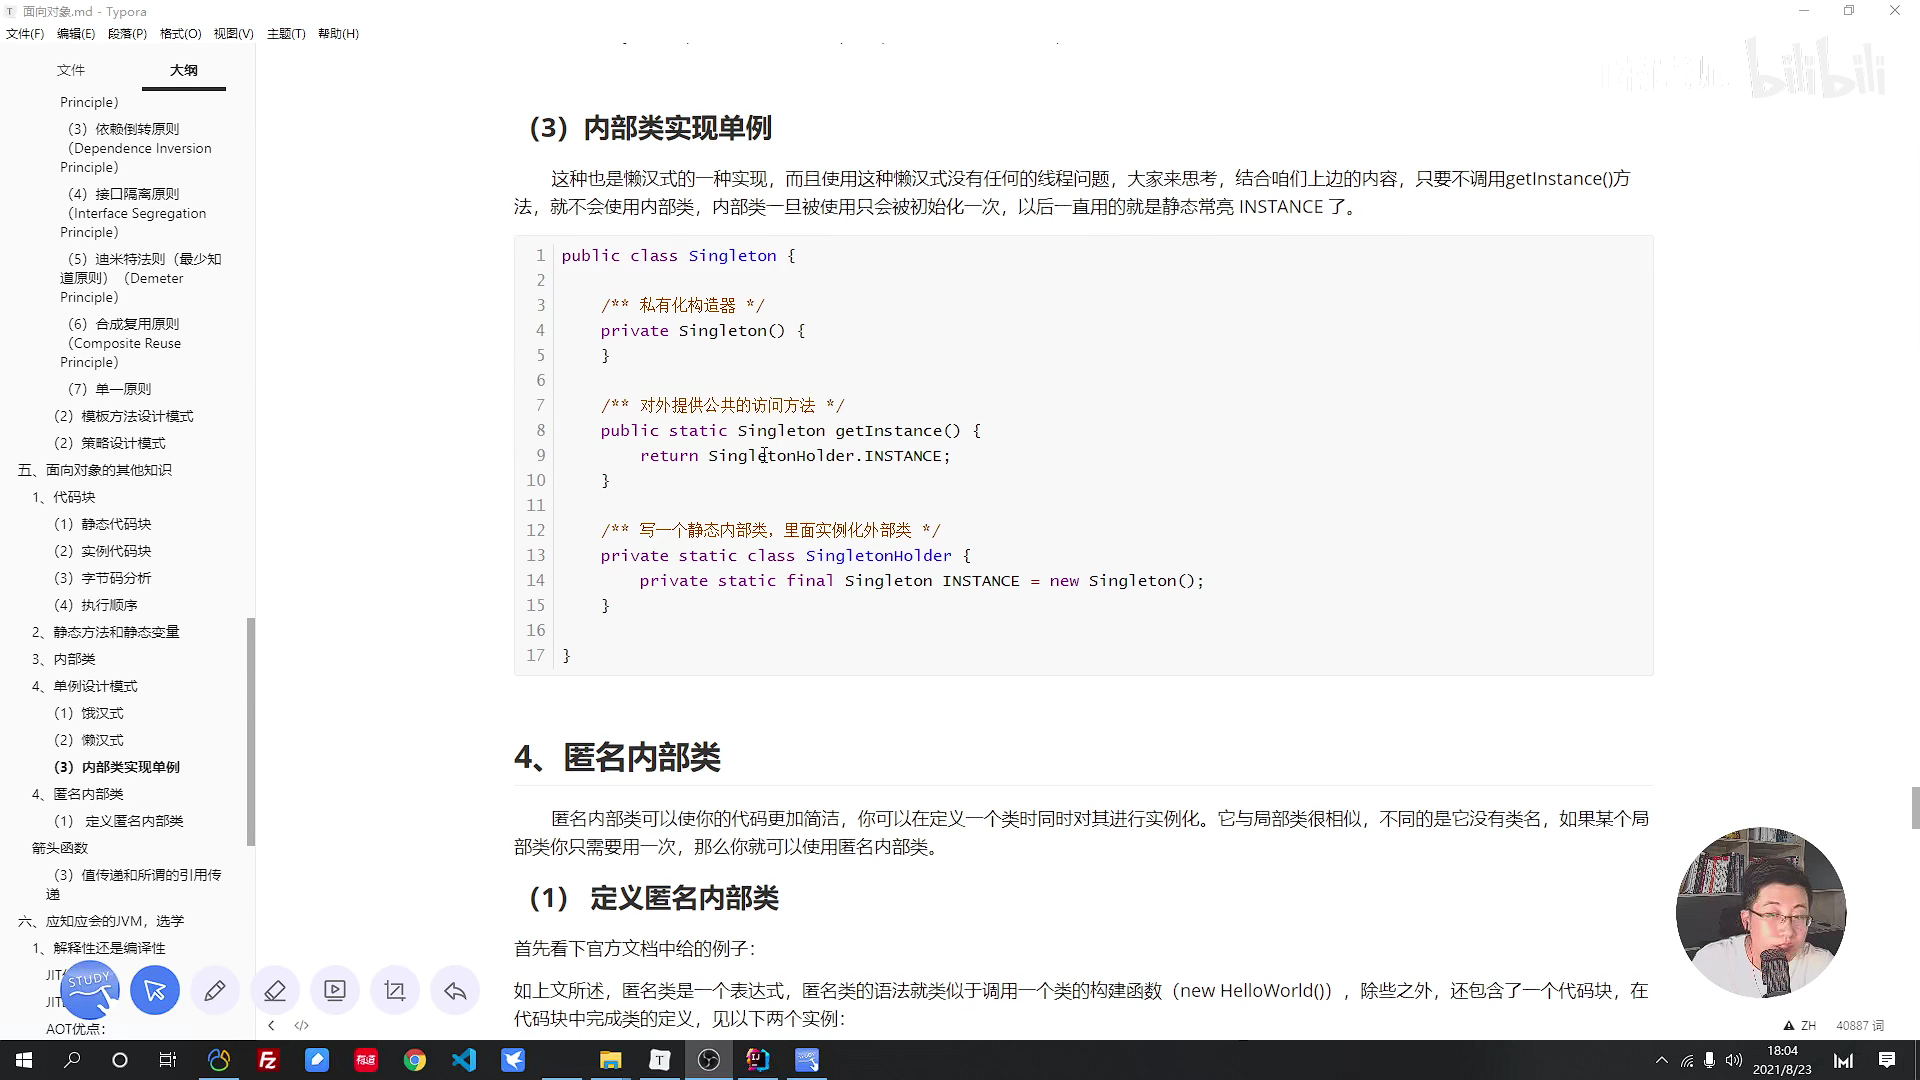 面向对象.md - Typora
文件(F) 编辑(E) 段落(P) 格式(O) 视图(V) 主题(T) 帮助(H)
文件 大纲
Principle）
（3）依赖倒转原则
（Dependence Inversion
Principle）
（4）接口隔离原则
（Interface Segregation
Principle）
（5）迪米特法则（最少知
道原则）（Demeter
Principle）
（6）合成复用原则
（Composite Reuse
Principle）
（7）单一原则
（2）模板方法设计模式
（2）策略设计模式
五、面向对象的其他知识
1、代码块
（1）静态代码块
（2）实例代码块
（3）字节码分析
（4）执行顺序
2、静态方法和静态变量
3、内部类
4、单例设计模式
（1）饿汉式
（2）懒汉式
（3）内部类实现单例
4、匿名内部类
（1） 定义匿名内部类
箭头函数
（3）值传递和所谓的引用传
递
六、应知应会的JVM，选学
1、解释性还是编译性
AOT优点：
bilibili
（3）内部类实现单例
这种也是懒汉式的一种实现，而且使用这种懒汉式没有任何的线程问题，大家来思考，结合咱们上边的内容，只要不调用getInstance()方
法，就不会使用内部类，内部类一旦被使用只会被初始化一次，以后一直用的就是静态常亮 INSTANCE 了。
1 public class Singleton {
2
3 /** 私有化构造器 */
4 private Singleton() {
5 }
6
7 /** 对外提供公共的访问方法 */
8 public static Singleton getInstance() {
9 return SingletonHolder.INSTANCE;
10 }
11
12 /** 写一个静态内部类，里面实例化外部类 */
13 private static class SingletonHolder {
14 private static final Singleton INSTANCE = new Singleton();
15 }
16
17 }
4、匿名内部类
匿名内部类可以使你的代码更加简洁，你可以在定义一个类时同时对其进行实例化。它与局部类很相似，不同的是它没有类名，如果某个局
部类你只需要用一次，那么你就可以使用匿名内部类。
（1） 定义匿名内部类
首先看下官方文档中给的例子：
如上文所述，匿名类是一个表达式，匿名类的语法就类似于调用一个类的构建函数（new HelloWorld()），除些之外，还包含了一个代码块，在
代码块中完成类的定义，见以下两个实例：
STUDY
ZH 40887 词
18:04
2021/8/23